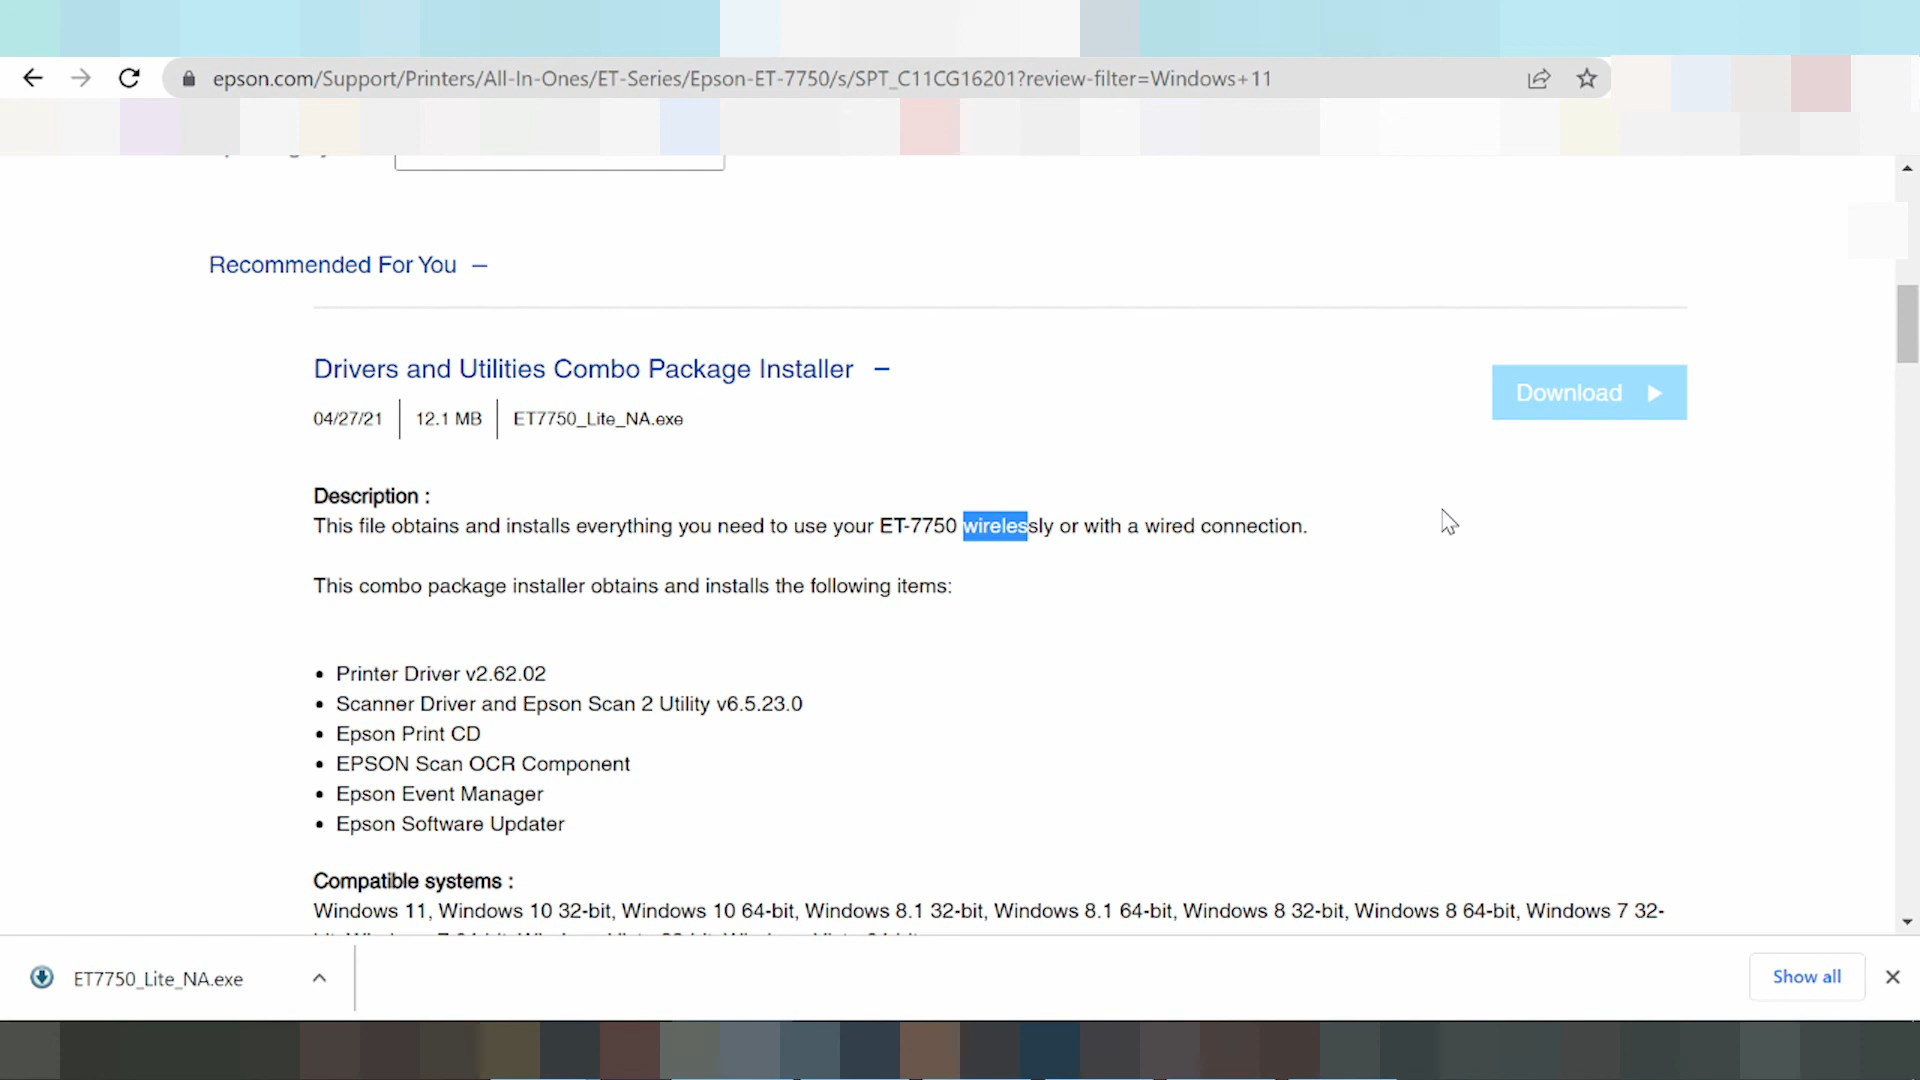 epson.com/Support/Printers/All-In-Ones/ET-Series/Epson-ET-7750/s/SPT_C11CG16201?review-filter=Windows+11
Recommended For You –
Drivers and Utilities Combo Package Installer –
Download
04/27/21 | 12.1 MB | ET7750_Lite_NA.exe
Description :
This file obtains and installs everything you need to use your ET-7750 wirelessly or with a wired connection.
This combo package installer obtains and installs the following items:
• Printer Driver v2.62.02
• Scanner Driver and Epson Scan 2 Utility v6.5.23.0
• Epson Print CD
• EPSON Scan OCR Component
• Epson Event Manager
• Epson Software Updater
Compatible systems :
Windows 11, Windows 10 32-bit, Windows 10 64-bit, Windows 8.1 32-bit, Windows 8.1 64-bit, Windows 8 32-bit, Windows 8 64-bit, Windows 7 32-
ET7750_Lite_NA.exe
Show all